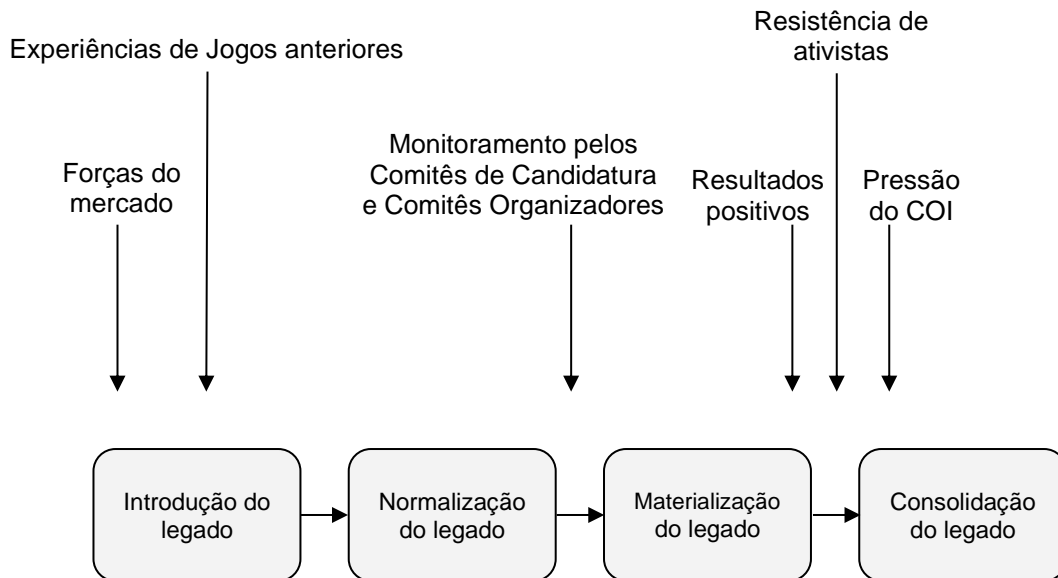 Experiências de Jogos anteriores
Resistência de
ativistas
Forças do
mercado
Monitoramento pelos
Comitês de Candidatura
e Comitês Organizadores
Resultados
positivos
Pressão
do COI
Introdução do
legado
Normalização
do legado
Materialização
do legado
Consolidação
do legado